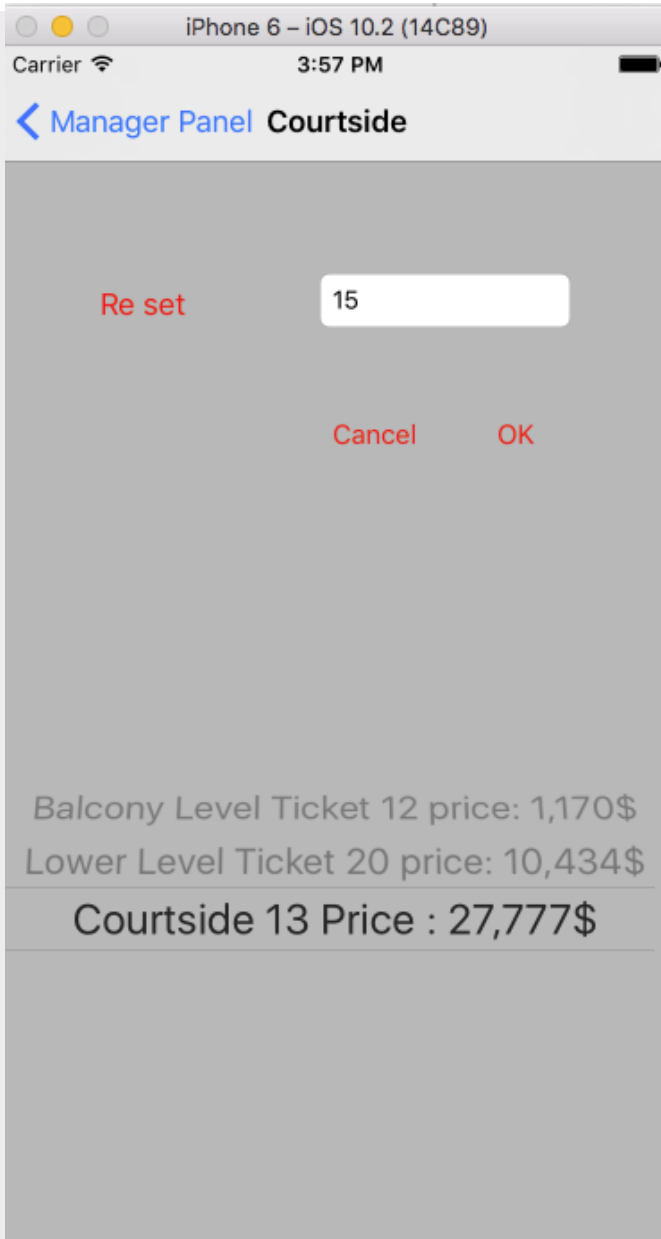 iPhone 6 – iOS 10.2 (14C89)
Carrier 3:57 PM
Manager Panel Courtside
Re set 15
Cancel OK
Balcony Level Ticket 12 price: 1,170$
Lower Level Ticket 20 price: 10,434$
Courtside 13 Price : 27,777$